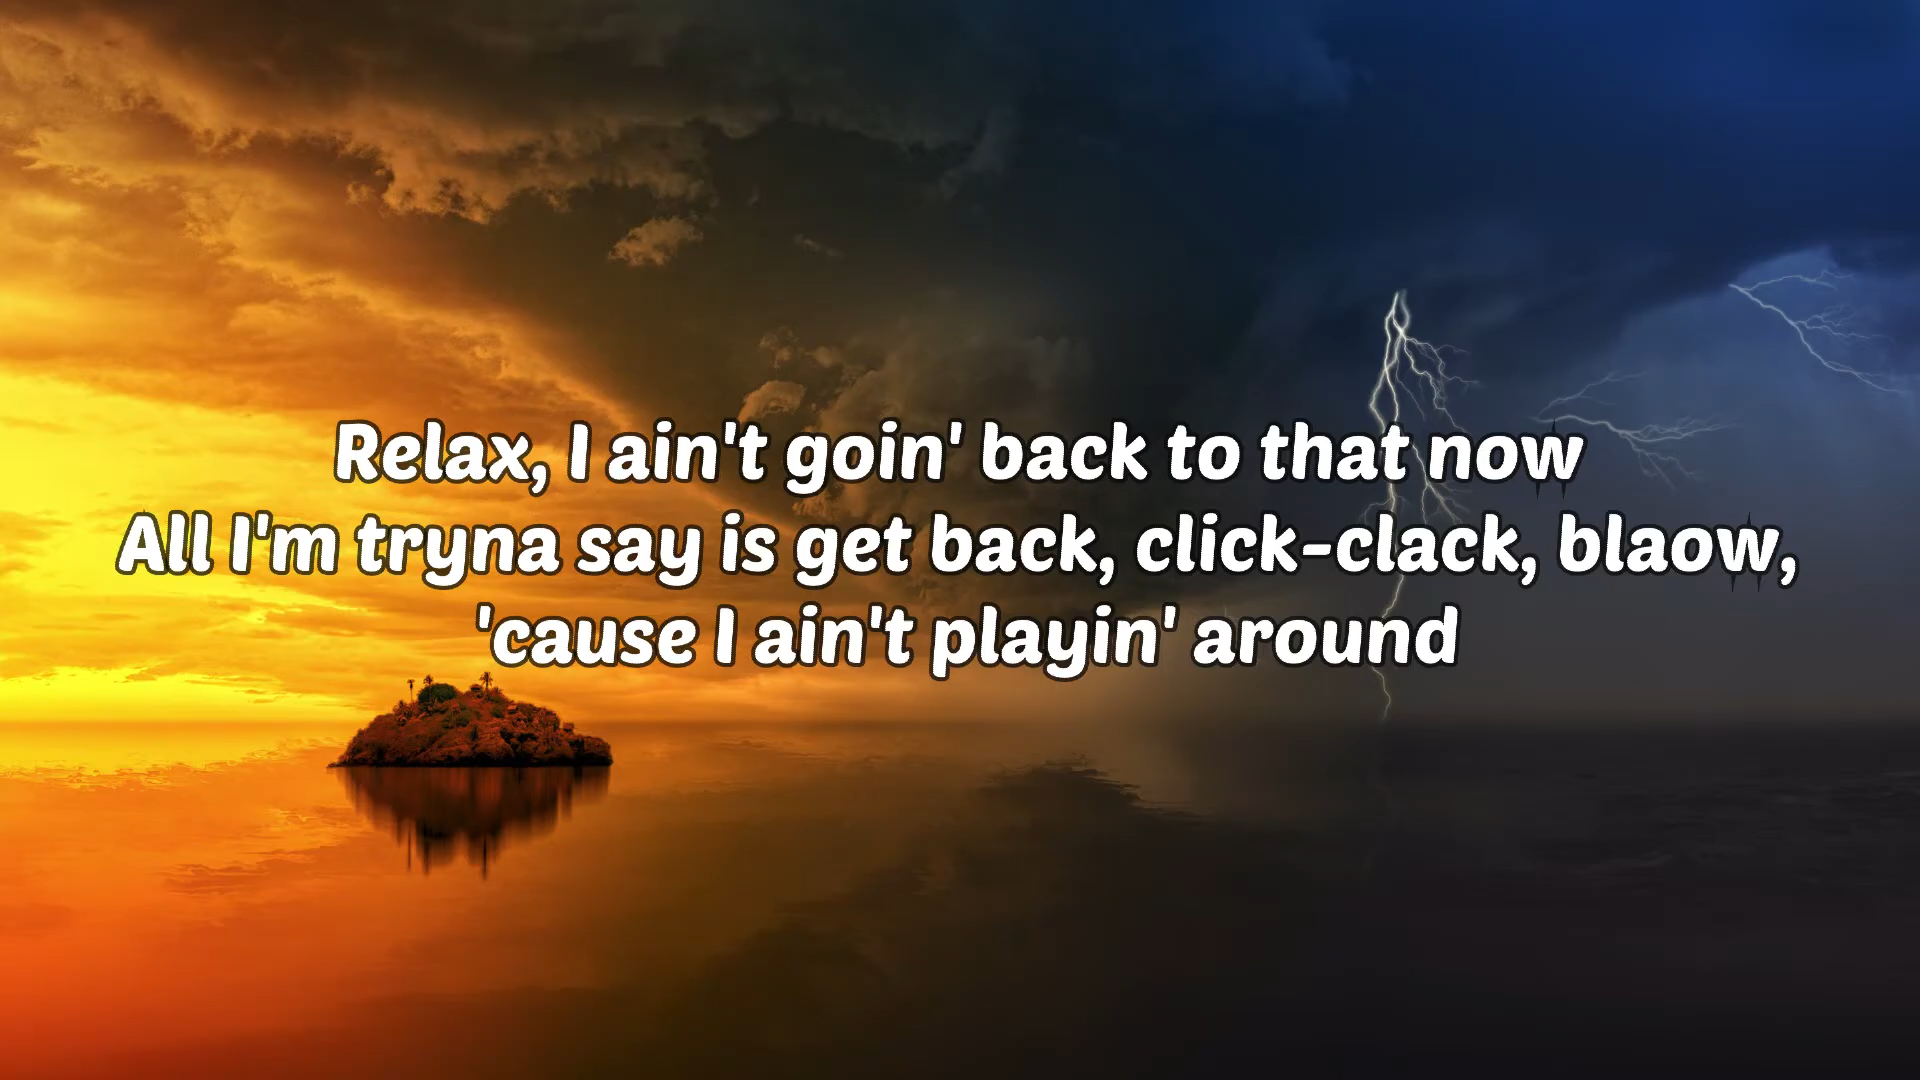 Relax, I ain't goin' back to that now
All I'm tryna say is get back, click-clack, blaow,
'cause I ain't playin' around